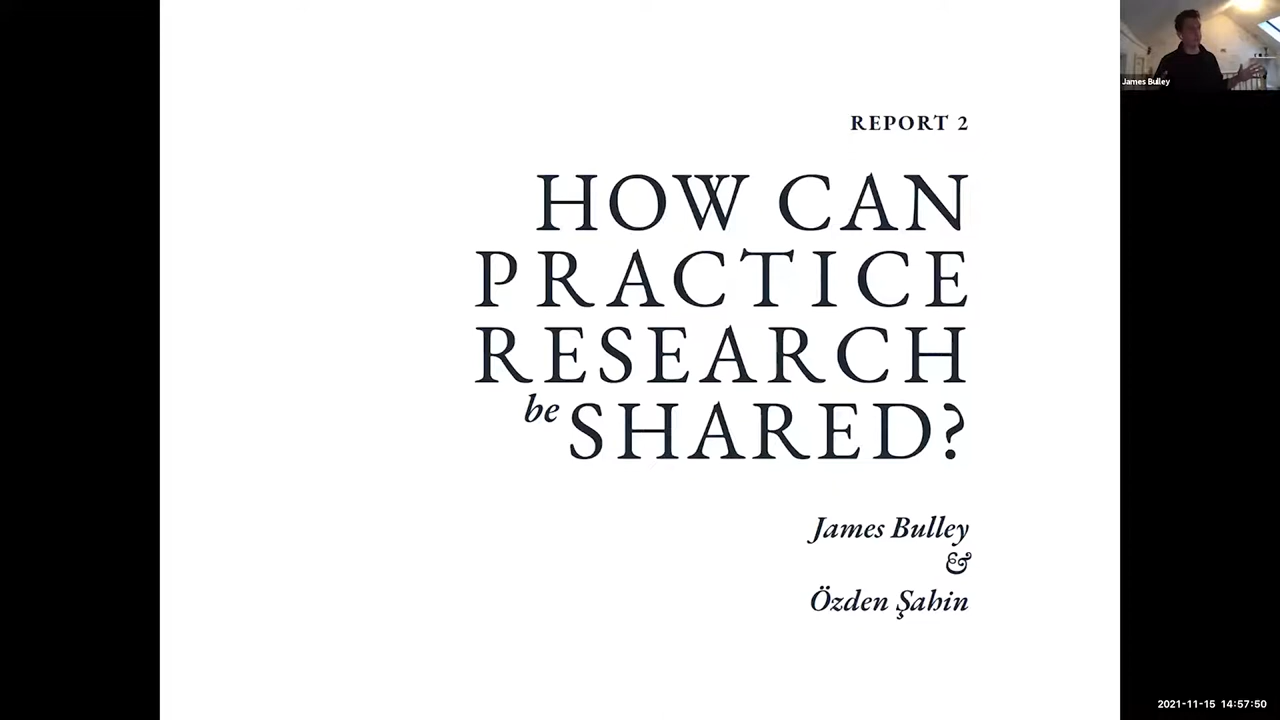 James Bulley
REPORT 2
HOW CAN
PRACTICE
RESEARCH
be SHARED?
James Bulley
&
Özden Şahin
2021-11-15 14:57:50